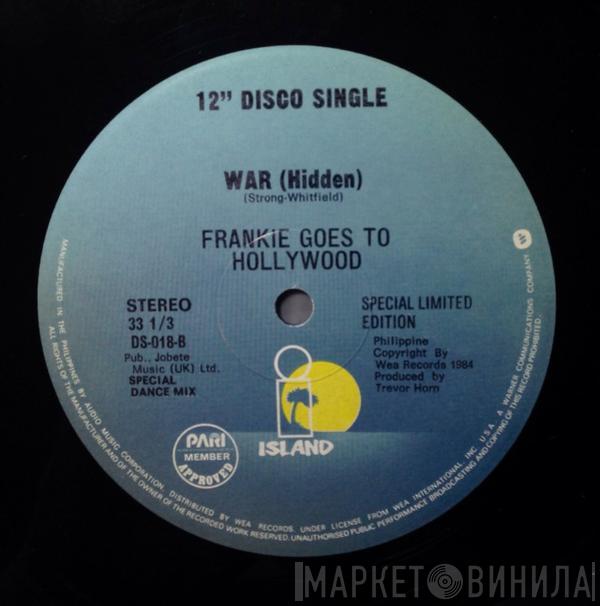 12" DISCO SINGLE
WAR (Hidden)
(Strong-Whitfield)
FRANKIE GOES TO
HOLLYWOOD
STEREO
33 1/3
DS-018-B
Pub., Jobete
Music (UK) Ltd.
SPECIAL
DANCE MIX
SPECIAL LIMITED
EDITION
Philippine
Copyright By
Wea Records 1984
Produced by
Trevor Horn
PARI
MEMBER
APPROVED
ISLAND
MANUFACTURED IN THE PHILIPPINES BY AUDIO MUSIC CORPORATION. DISTRIBUTED BY WEA RECORDS. UNDER LICENSE FROM WEA INTERNATIONAL INC. U.S.A. A WARNER COMMUNICATIONS COMPANY
ALL RIGHTS OF THE MANUFACTURER AND OF THE OWNER OF THE RECORDED WORK RESERVED. UNAUTHORISED PUBLIC PERFORMANCE BROADCASTING AND COPYING OF THIS RECORD PROHIBITED.
МАРКЕТ ВИНИЛА